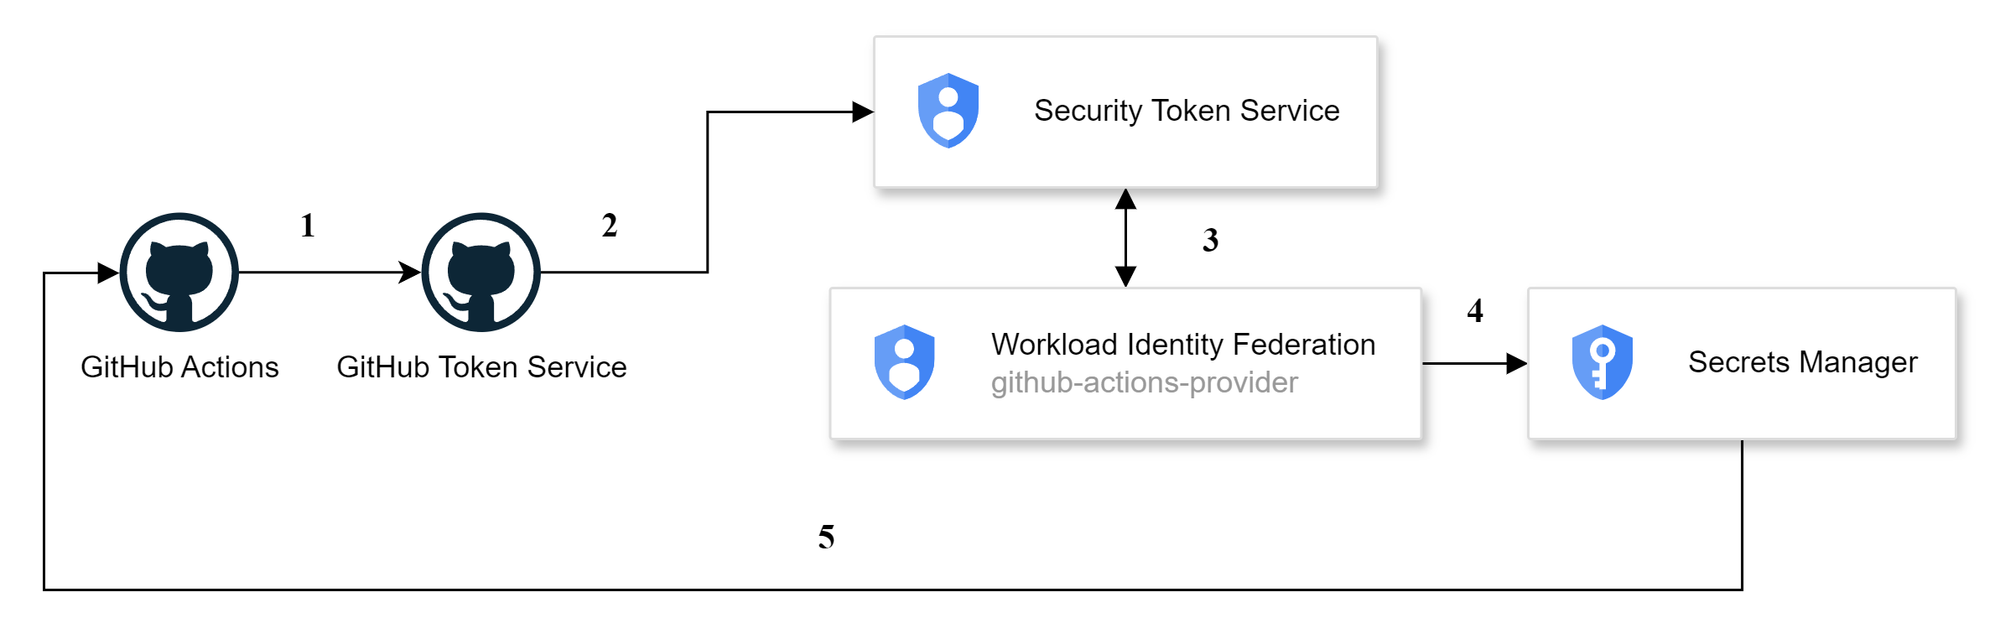 Security Token Service
1
2
3
GitHub Actions
GitHub Token Service
Workload Identity Federation
github-actions-provider
4
Secrets Manager
5